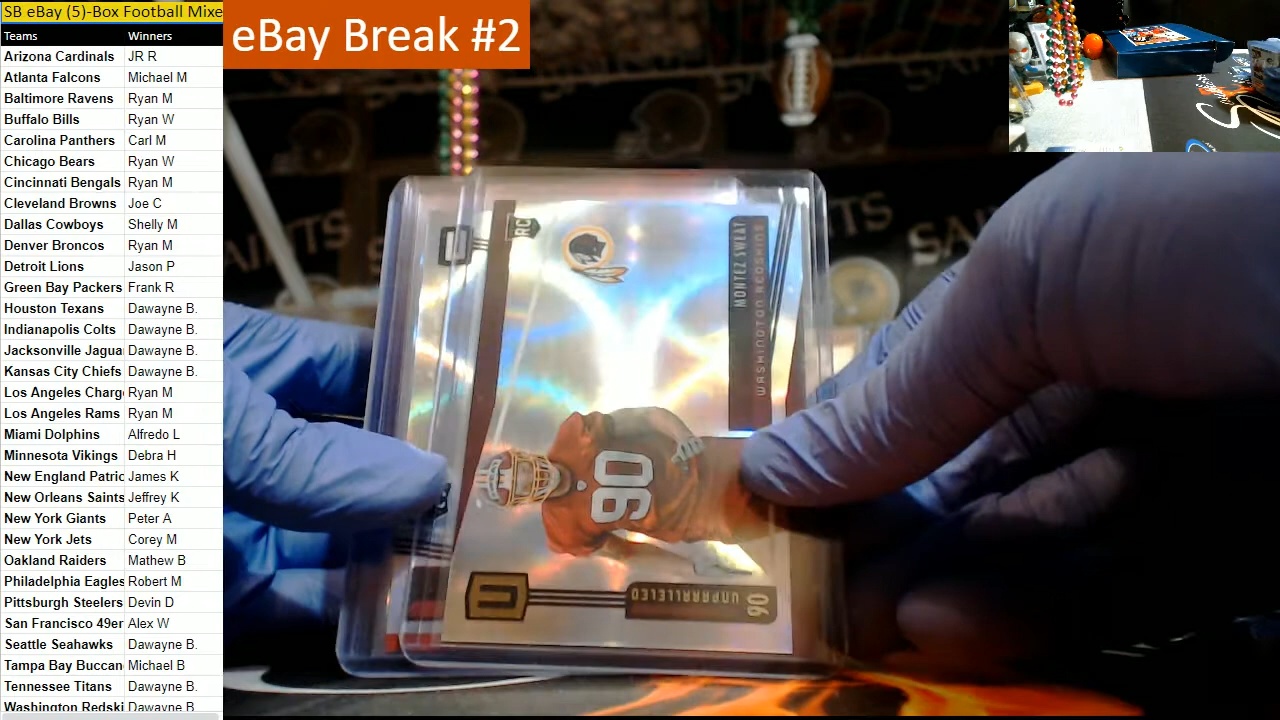 SB eBay (5)-Box Football Mixe
Teams Winners
Arizona Cardinals JR R
Atlanta Falcons Michael M
Baltimore Ravens Ryan M
Buffalo Bills Ryan W
Carolina Panthers Carl M
Chicago Bears Ryan W
Cincinnati Bengals Ryan M
Cleveland Browns Joe C
Dallas Cowboys Shelly M
Denver Broncos Ryan M
Detroit Lions Jason P
Green Bay Packers Frank R
Houston Texans Dawayne B.
Indianapolis Colts Dawayne B.
Jacksonville Jagua Dawayne B.
Kansas City Chiefs Dawayne B.
Los Angeles Charg Ryan M
Los Angeles Rams Ryan M
Miami Dolphins Alfredo L
Minnesota Vikings Debra H
New England Patric James K
New Orleans Saints Jeffrey K
New York Giants Peter A
New York Jets Corey M
Oakland Raiders Mathew B
Philadelphia Eagles Robert M
Pittsburgh Steelers Devin D
San Francisco 49er Alex W
Seattle Seahawks Dawayne B.
Tampa Bay Buccan Michael B
Tennessee Titans Dawayne B.
Washington Redski Dawayne B
eBay Break #2
SAINTS
RC
MONTEZ SWEAT
WASHINGTON REDSKINS
90
U
UNPARALLELED
90